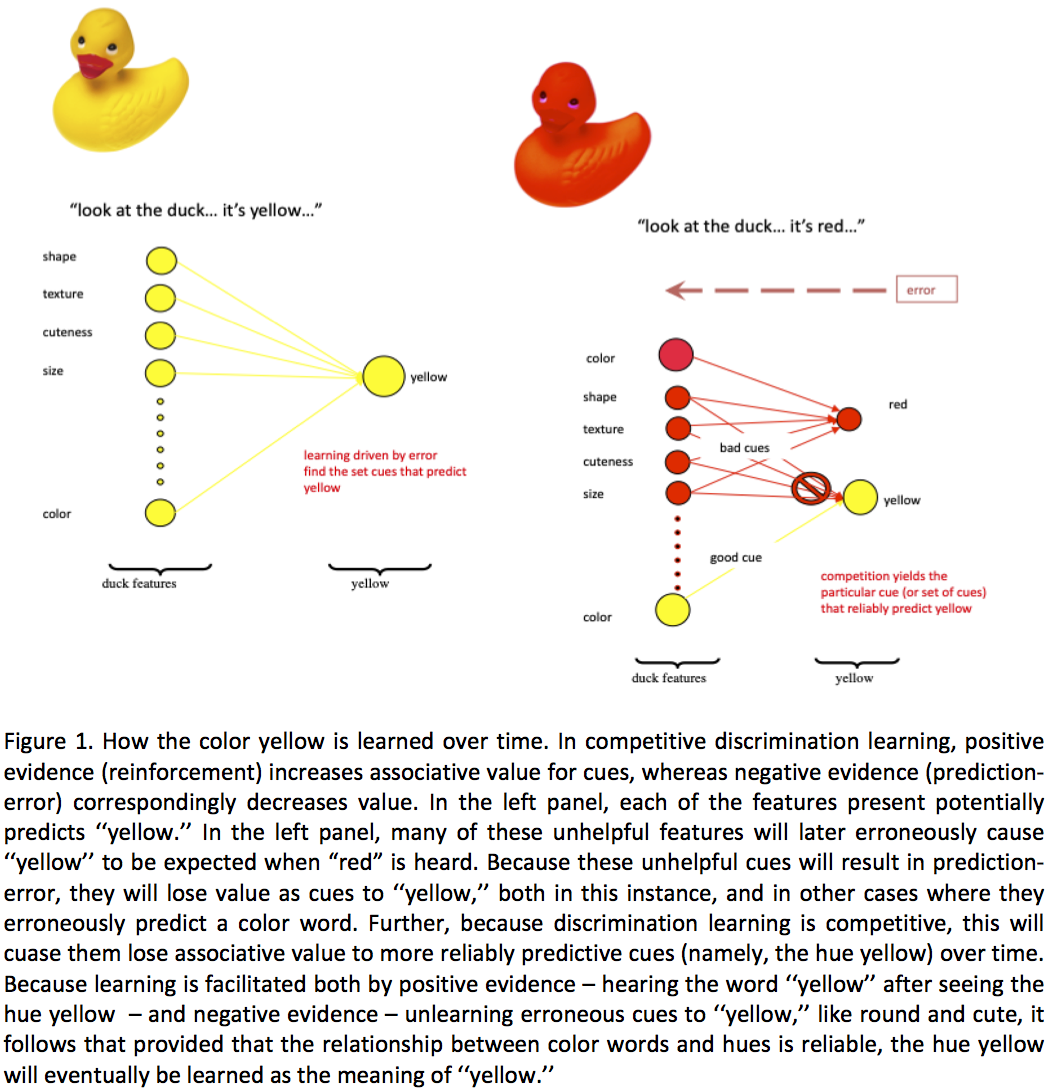 “look at the duck... it’s yellow...”
shape
texture
cuteness
size
color
yellow
learning driven by error
find the set cues that predict
yellow
duck features
yellow
“look at the duck... it’s red...”
error
color
shape
texture
cuteness
size
color
red
bad cues
yellow
good cue
competition yields the
particular cue (or set of cues)
that reliably predict yellow
duck features
yellow
Figure 1. How the color yellow is learned over time. In competitive discrimination learning, positive
evidence (reinforcement) increases associative value for cues, whereas negative evidence (prediction-
error) correspondingly decreases value. In the left panel, each of the features present potentially
predicts “yellow.” In the left panel, many of these unhelpful features will later erroneously cause
“yellow” to be expected when “red” is heard. Because these unhelpful cues will result in prediction-
error, they will lose value as cues to “yellow,” both in this instance, and in other cases where they
erroneously predict a color word. Further, because discrimination learning is competitive, this will
cuase them lose associative value to more reliably predictive cues (namely, the hue yellow) over time.
Because learning is facilitated both by positive evidence – hearing the word “yellow” after seeing the
hue yellow – and negative evidence – unlearning erroneous cues to “yellow,” like round and cute, it
follows that provided that the relationship between color words and hues is reliable, the hue yellow
will eventually be learned as the meaning of “yellow.”